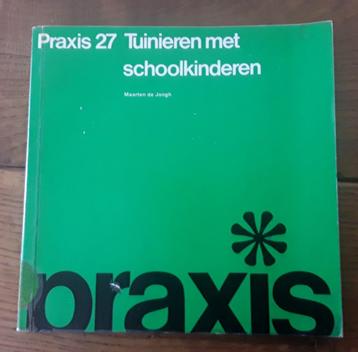 Praxis 27 Tuinieren met
schoolkinderen
Maarten de Jongh
praxis